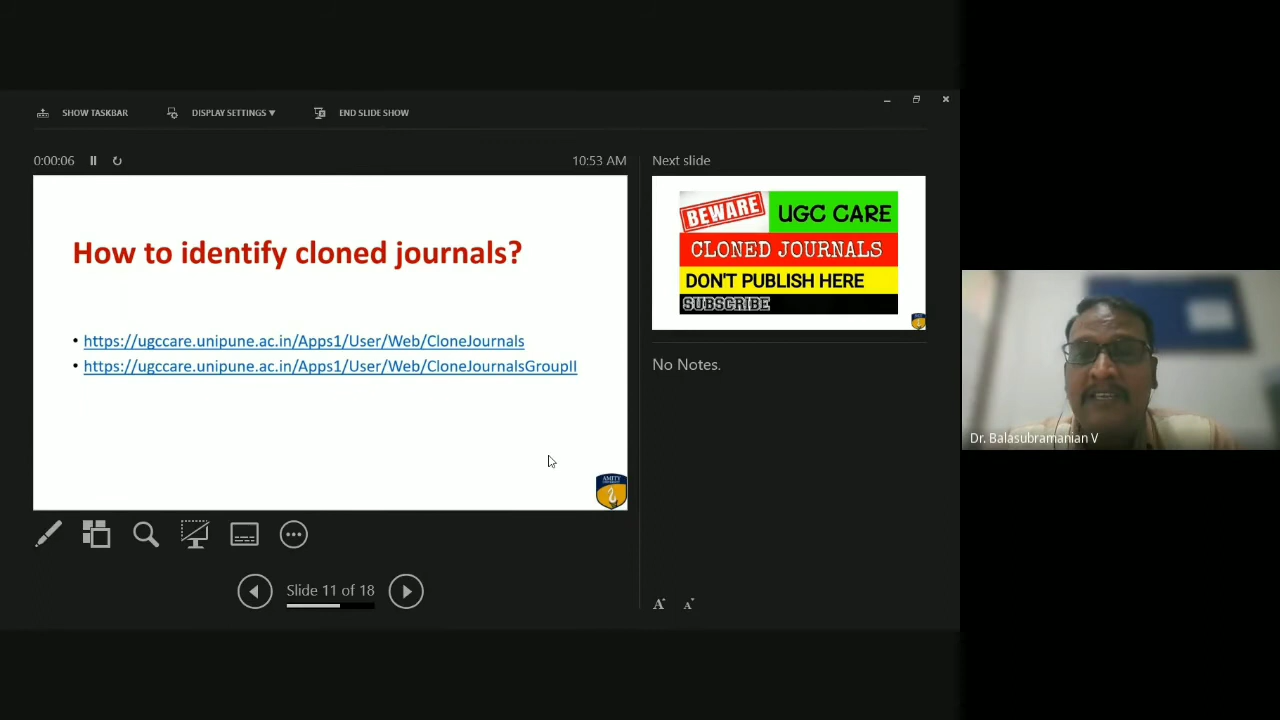 SHOW TASKBAR
DISPLAY SETTINGS ▾
END SLIDE SHOW
0:00:06
10:53 AM
Next slide
How to identify cloned journals?
• https://ugccare.unipune.ac.in/Apps1/User/Web/CloneJournals
• https://ugccare.unipune.ac.in/Apps1/User/Web/CloneJournalsGroupII
AMITY
BEWARE
UGC CARE
CLONED JOURNALS
DON'T PUBLISH HERE
SUBSCRIBE
No Notes.
Dr. Balasubramanian V
Slide 11 of 18
A A